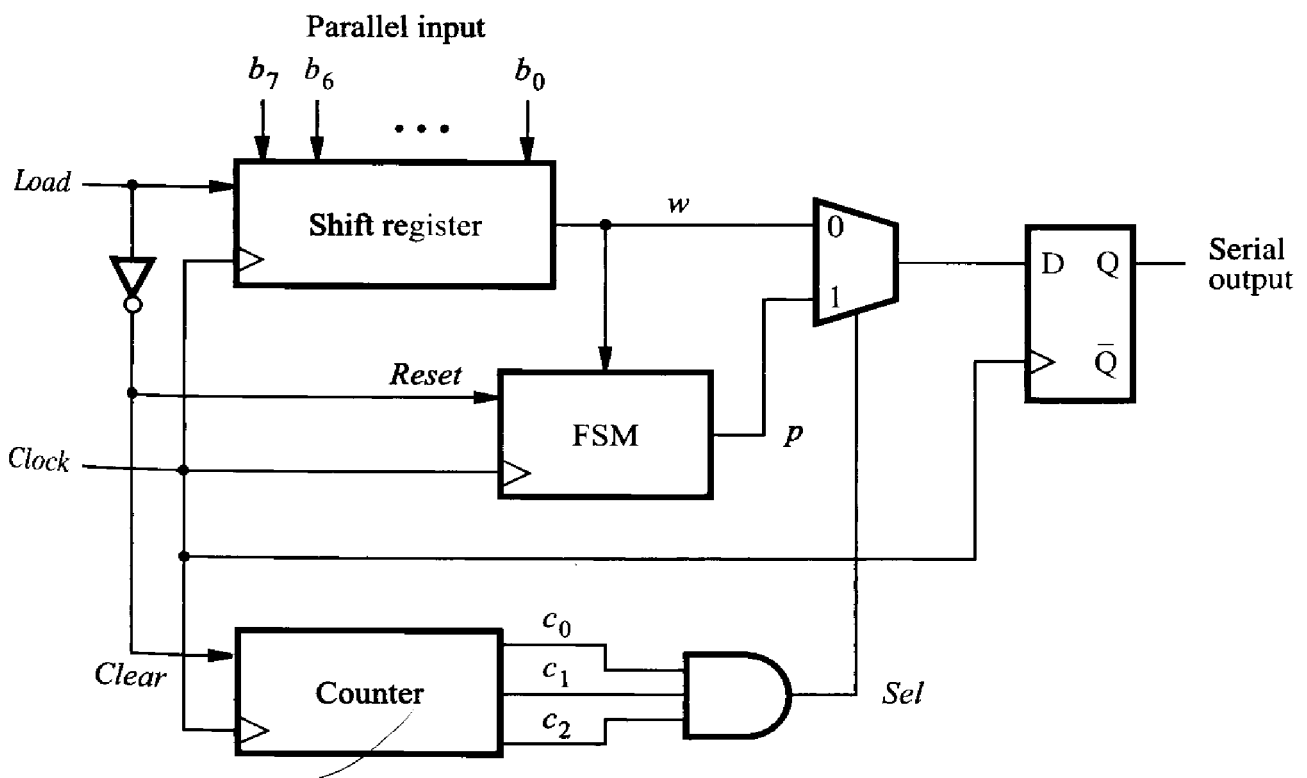 Parallel input
b7 b6 b0
Load
Shift register
w
0
1
D Q
Q̄
Serial
output
Reset
FSM
p
Clock
Clear
Counter
c0
c1
c2
Sel